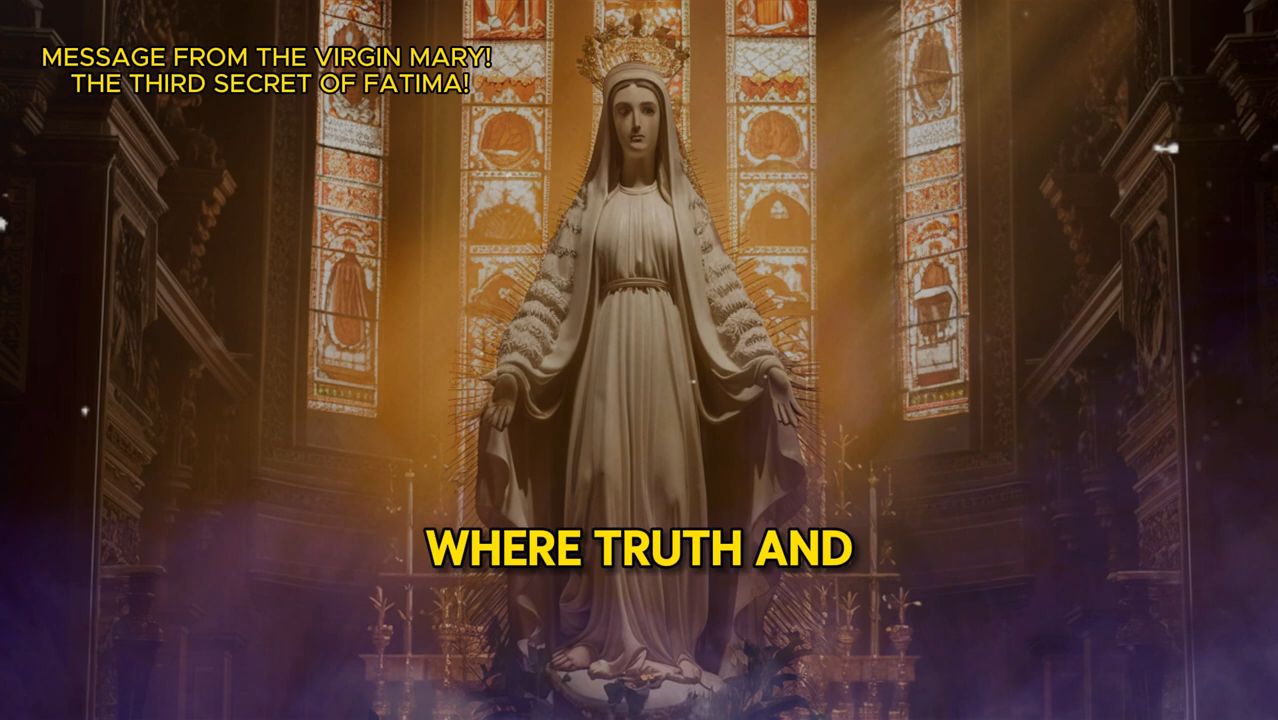 MESSAGE FROM THE VIRGIN MARY!
THE THIRD SECRET OF FATIMA!
WHERE TRUTH AND